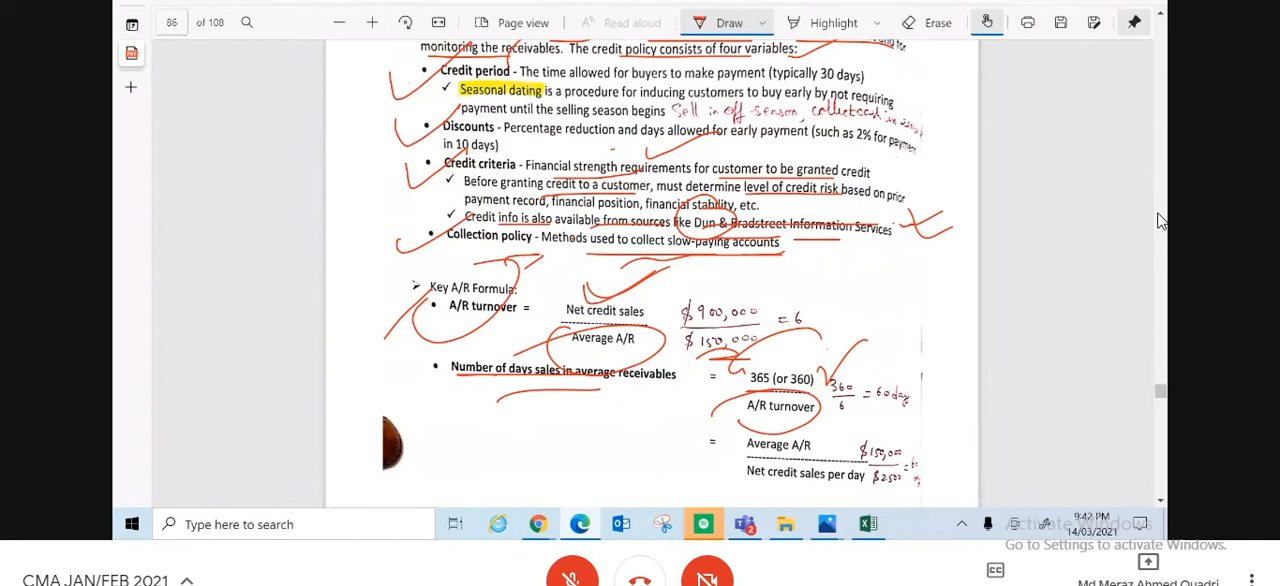 86 of 108
Page view
Read aloud
Draw
Highlight
Erase
monitoring the receivables. The credit policy consists of four variables:
• Credit period - The time allowed for buyers to make payment (typically 30 days)
✓ Seasonal dating is a procedure for inducing customers to buy early by not requiring
payment until the selling season begins Sell in off season, collect cash in
• Discounts - Percentage reduction and days allowed for early payment (such as 2% for payment
in 10 days)
• Credit criteria - Financial strength requirements for customer to be granted credit
✓ Before granting credit to a customer, must determine level of credit risk based on prior
payment record, financial position, financial stability, etc.
✓ Credit info is also available from sources like Dun & Bradstreet Information Services
• Collection policy - Methods used to collect slow-paying accounts
➢ Key A/R Formula:
• A/R turnover = Net credit sales $900,000 = 6
Average A/R $150,000
• Number of days sales in average receivables = 365 (or 360) 360 = 60 days
A/R turnover 6
= Average A/R $150,000
Net credit sales per day $2500
Type here to search
9:42 PM
14/03/2021
Activate Windows
Go to Settings to activate Windows.
CMA JAN/FEB 2021
Md Meraz Ahmed Quadri